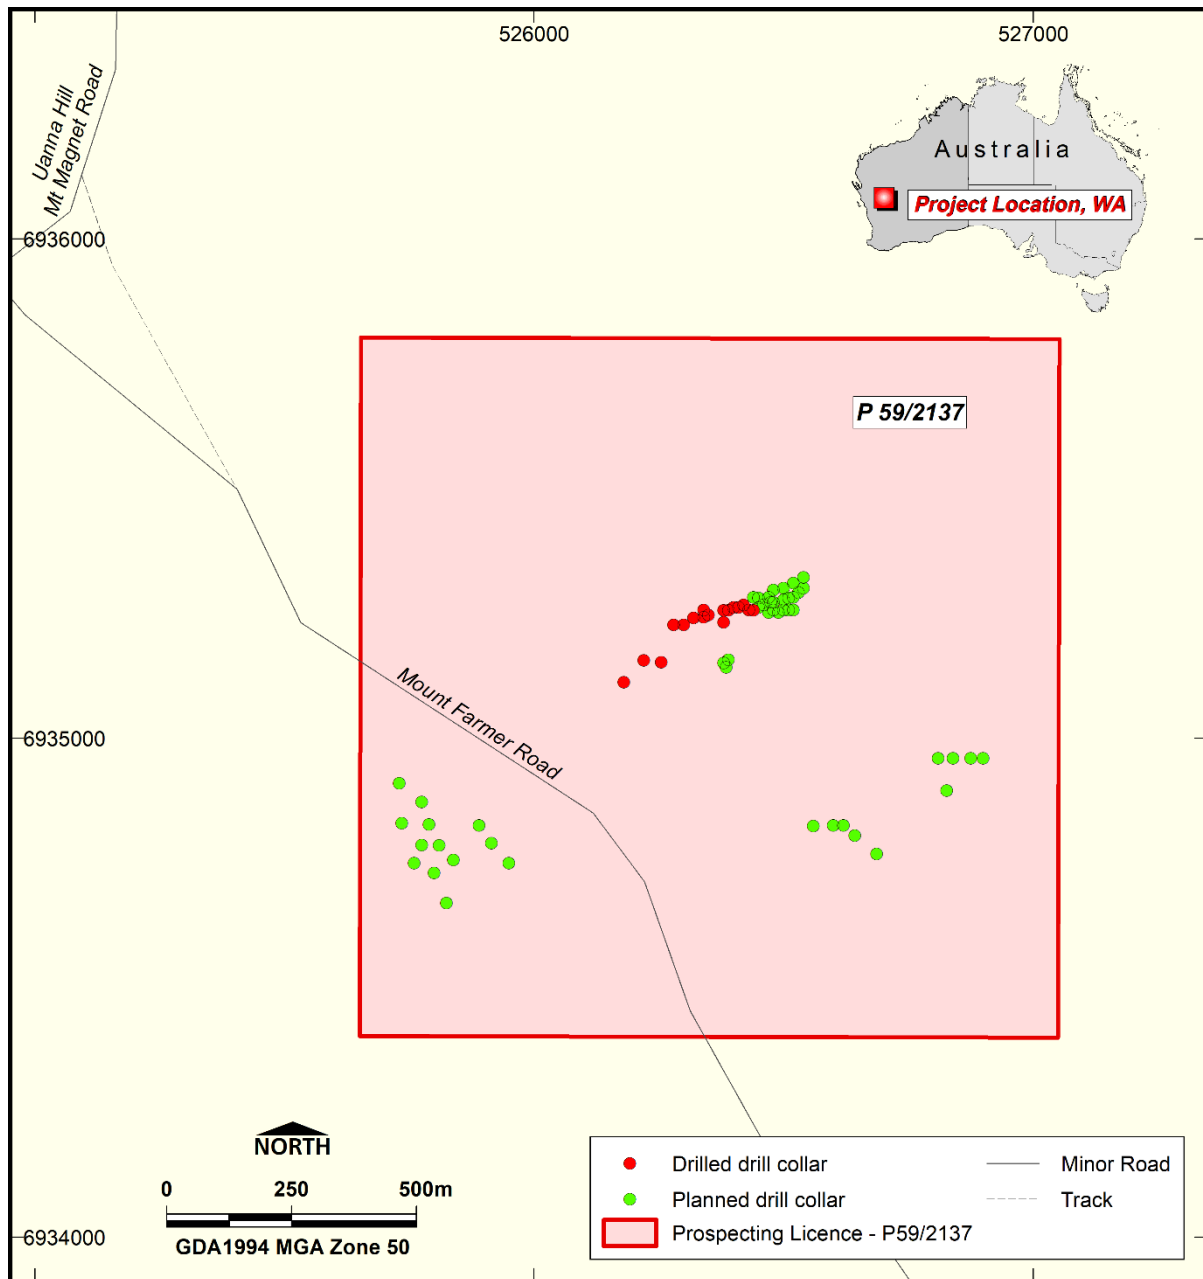 526000
527000
Uanna Hill
Mt Magnet Road
Australia
Project Location, WA
6936000
P 59/2137
Mount Farmer Road
6935000
NORTH
0 250 500m
GDA1994 MGA Zone 50
Drilled drill collar
Minor Road
Planned drill collar
Track
Prospecting Licence - P59/2137
6934000